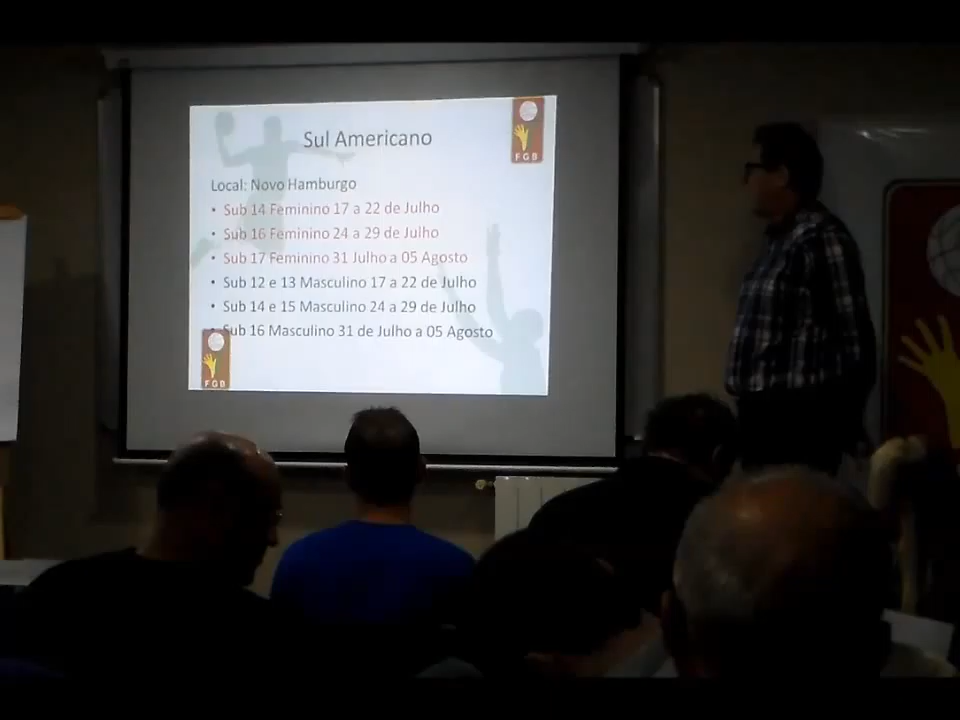 Sul Americano
FGB
Local: Novo Hamburgo
• Sub 14 Feminino 17 a 22 de Julho
• Sub 16 Feminino 24 a 29 de Julho
• Sub 17 Feminino 31 Julho a 05 Agosto
• Sub 12 e 13 Masculino 17 a 22 de Julho
• Sub 14 e 15 Masculino 24 a 29 de Julho
• Sub 16 Masculino 31 de Julho a 05 Agosto
FGB